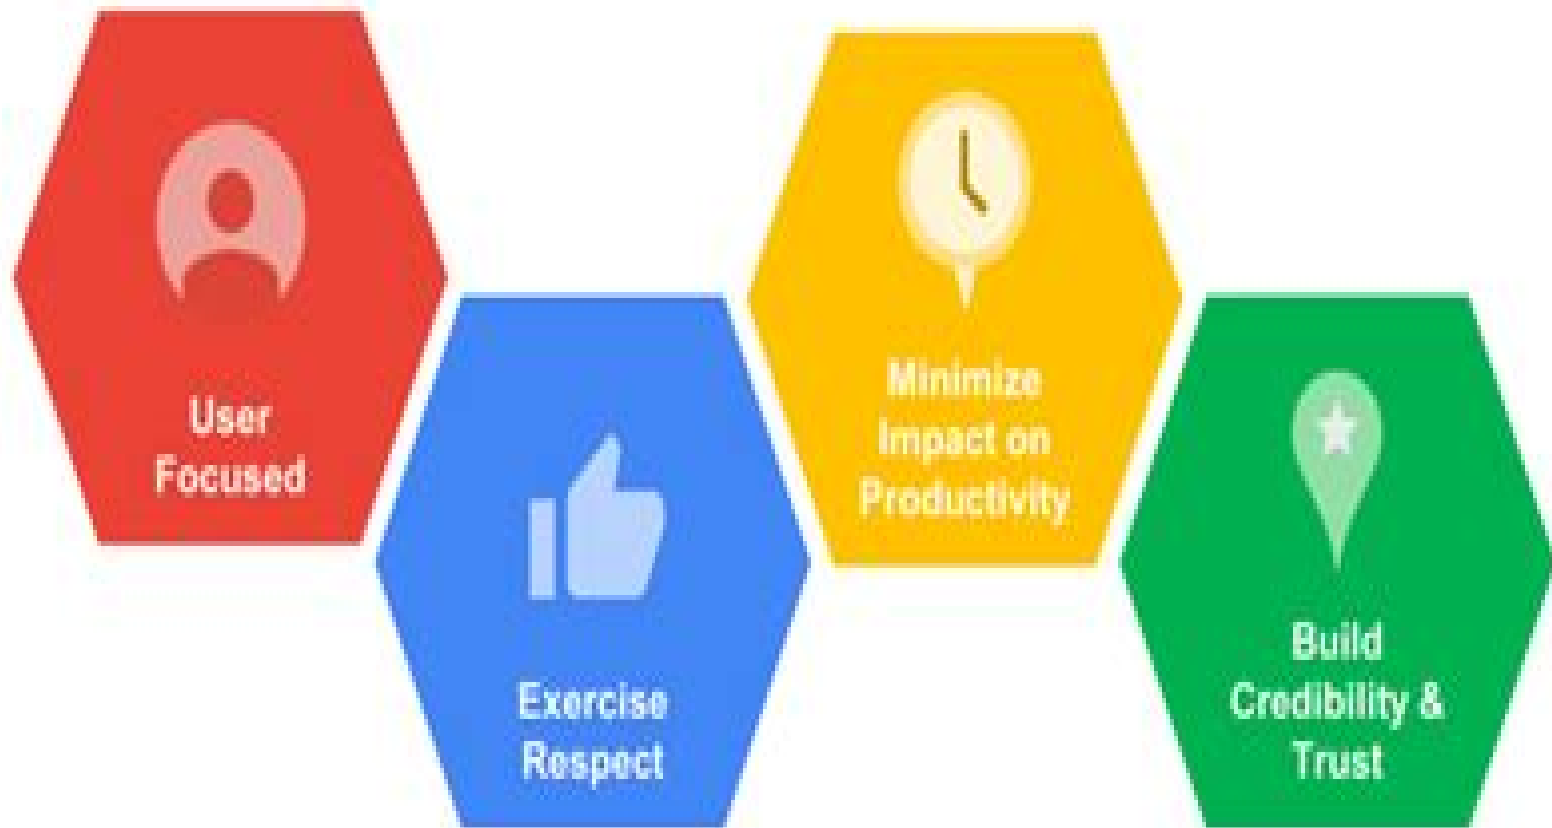 User
Focused
Exercise
Respect
Minimize
Impact on
Productivity
Build
Credibility &
Trust